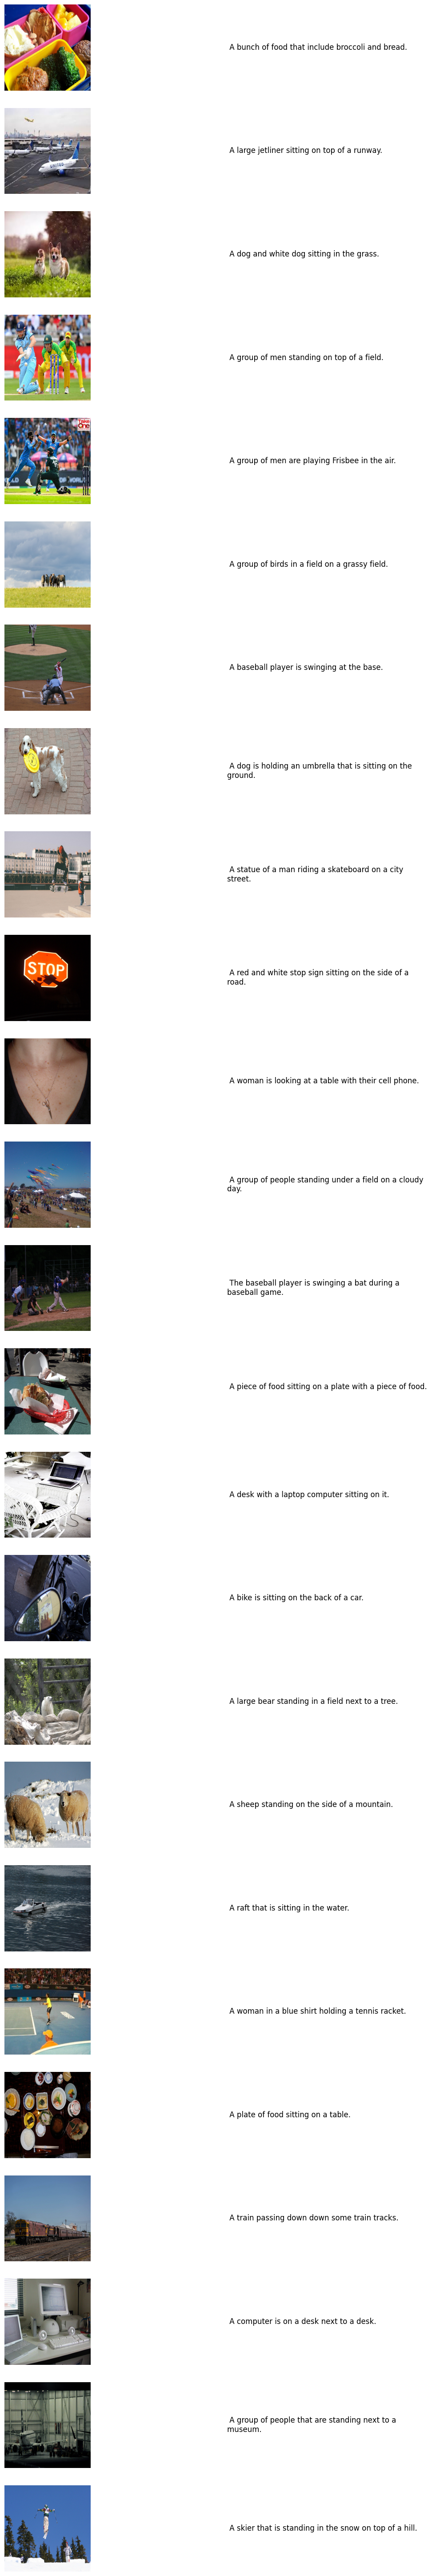 A bunch of food that include broccoli and bread.
UNITED
A large jetliner sitting on top of a runway.
A dog and white dog sitting in the grass.
A group of men standing on top of a field.
one
A group of men are playing Frisbee in the air.
A group of birds in a field on a grassy field.
A baseball player is swinging at the base.
A dog is holding an umbrella that is sitting on the
ground.
A statue of a man riding a skateboard on a city
street.
STOP
A red and white stop sign sitting on the side of a
road.
A woman is looking at a table with their cell phone.
A group of people standing under a field on a cloudy
day.
The baseball player is swinging a bat during a
baseball game.
A piece of food sitting on a plate with a piece of food.
A desk with a laptop computer sitting on it.
A bike is sitting on the back of a car.
A large bear standing in a field next to a tree.
A sheep standing on the side of a mountain.
A raft that is sitting in the water.
A woman in a blue shirt holding a tennis racket.
A plate of food sitting on a table.
A train passing down down some train tracks.
A computer is on a desk next to a desk.
A group of people that are standing next to a
museum.
A skier that is standing in the snow on top of a hill.